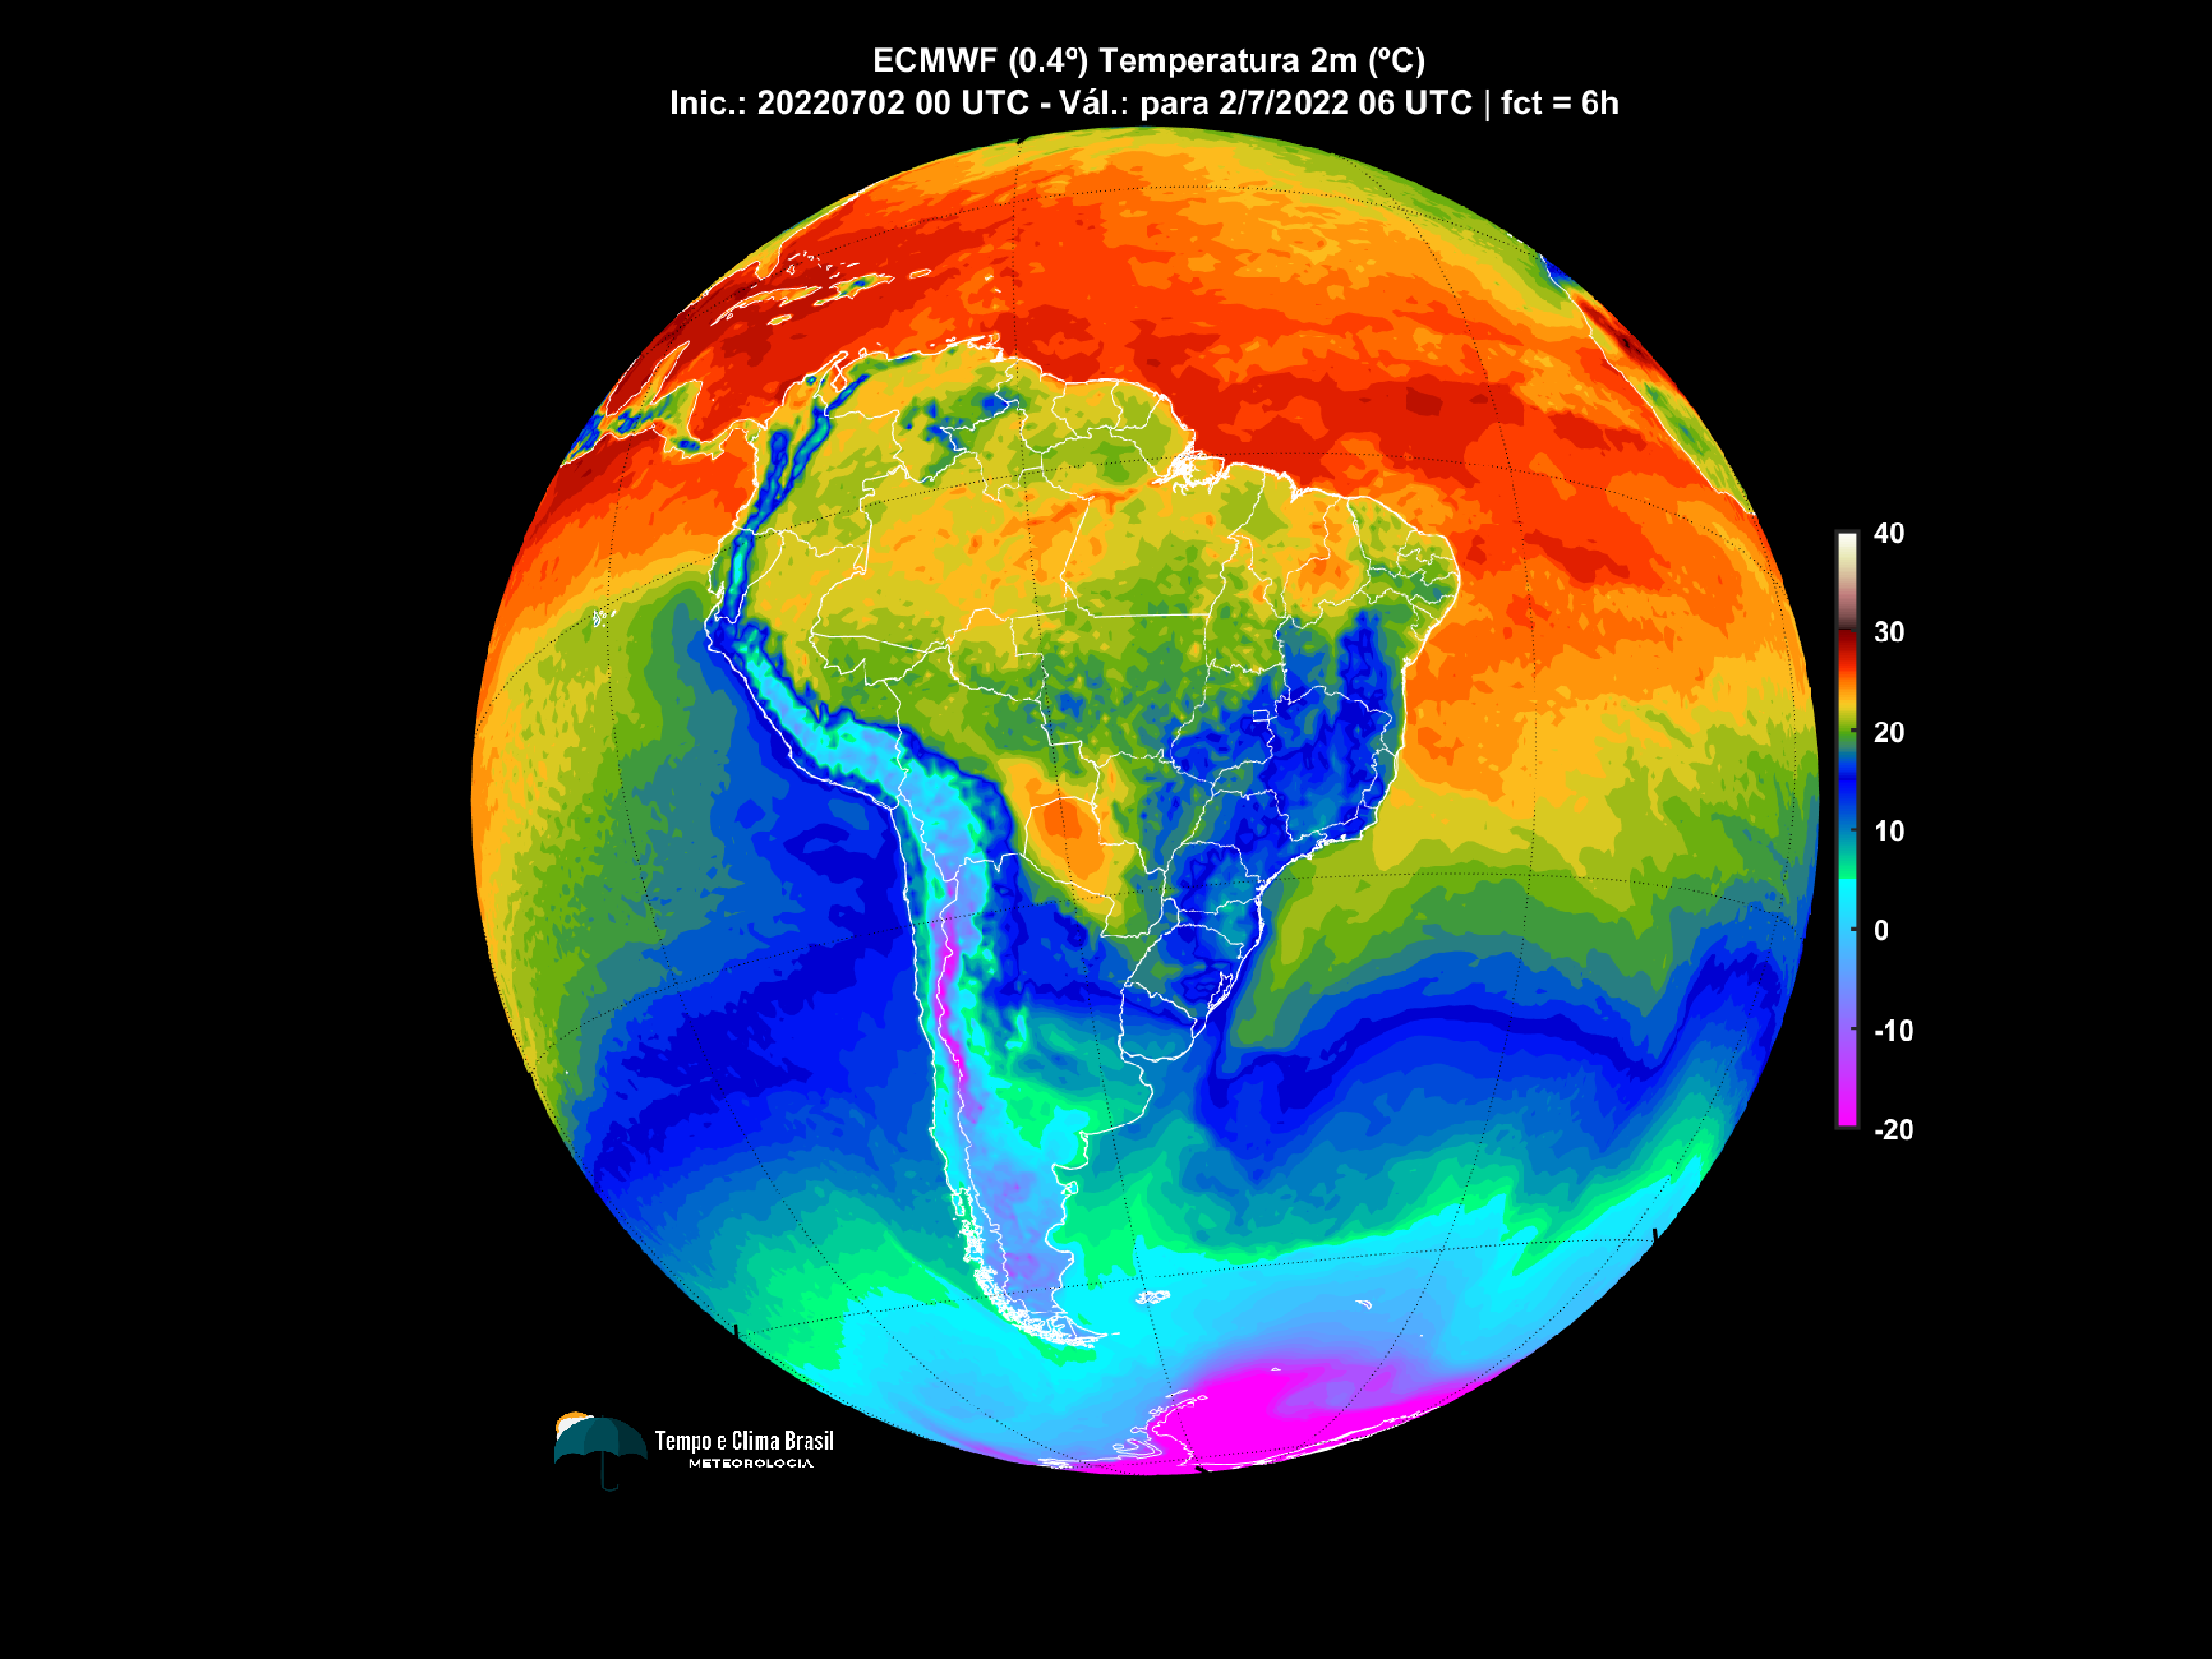 ECMWF (0.4º) Temperatura 2m (ºC)
Inic.: 20220702 00 UTC - Vál.: para 2/7/2022 06 UTC | fct = 6h
40
30
20
10
0
-10
-20
Tempo e Clima Brasil
METEOROLOGIA